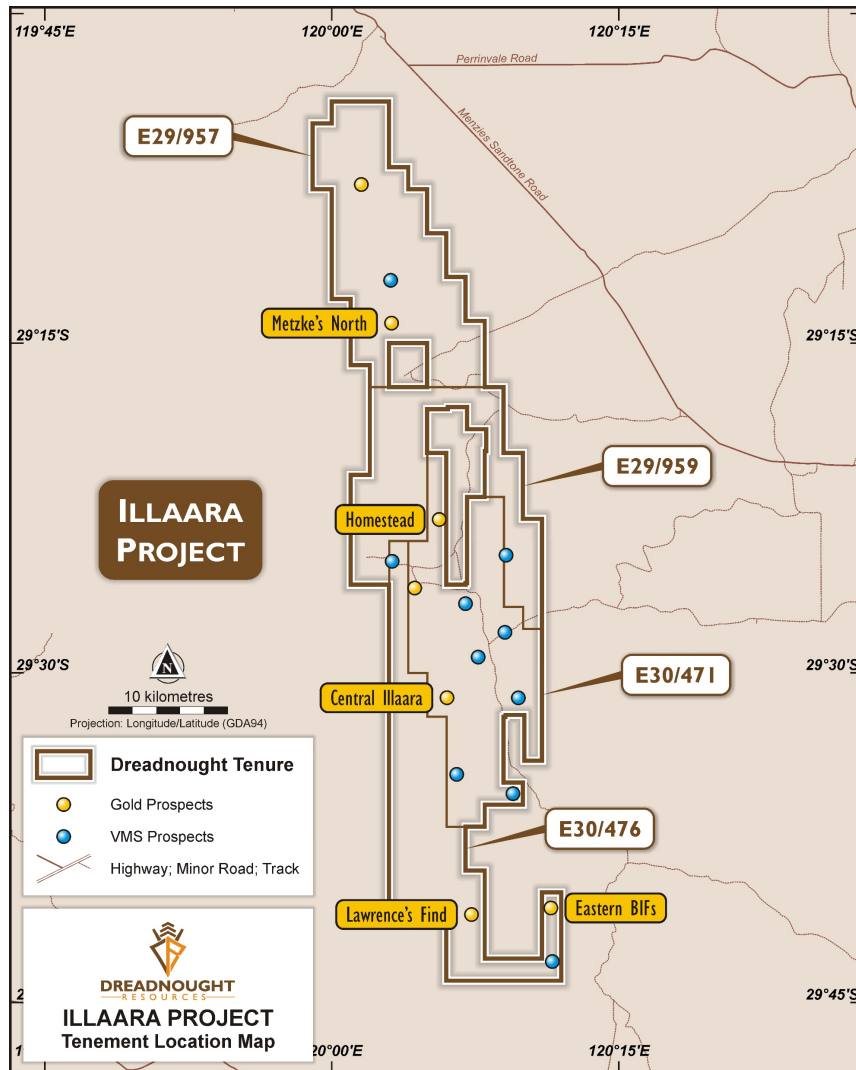 119°45'E
120°00'E
120°15'E
Perrinvale Road
Menzies Sandtone Road
E29/957
Metzke's North
29°15'S
29°15'S
E29/959
ILLAARA
PROJECT
Homestead
29°30'S
29°30'S
N
10 kilometres
Projection: Longitude/Latitude (GDA94)
Central Illaara
E30/471
Dreadnought Tenure
Gold Prospects
VMS Prospects
Highway; Minor Road; Track
E30/476
Lawrence's Find
Eastern BIFs
DREADNOUGHT
RESOURCES
ILLAARA PROJECT
Tenement Location Map
29°45'S
120°00'E
120°15'E